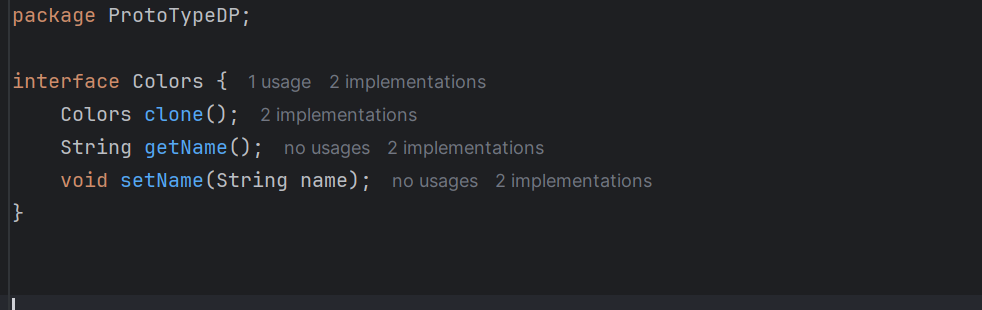 package ProtoTypeDP;
interface Colors { 1 usage 2 implementations
Colors clone(); 2 implementations
String getName(); no usages 2 implementations
void setName(String name); no usages 2 implementations
}